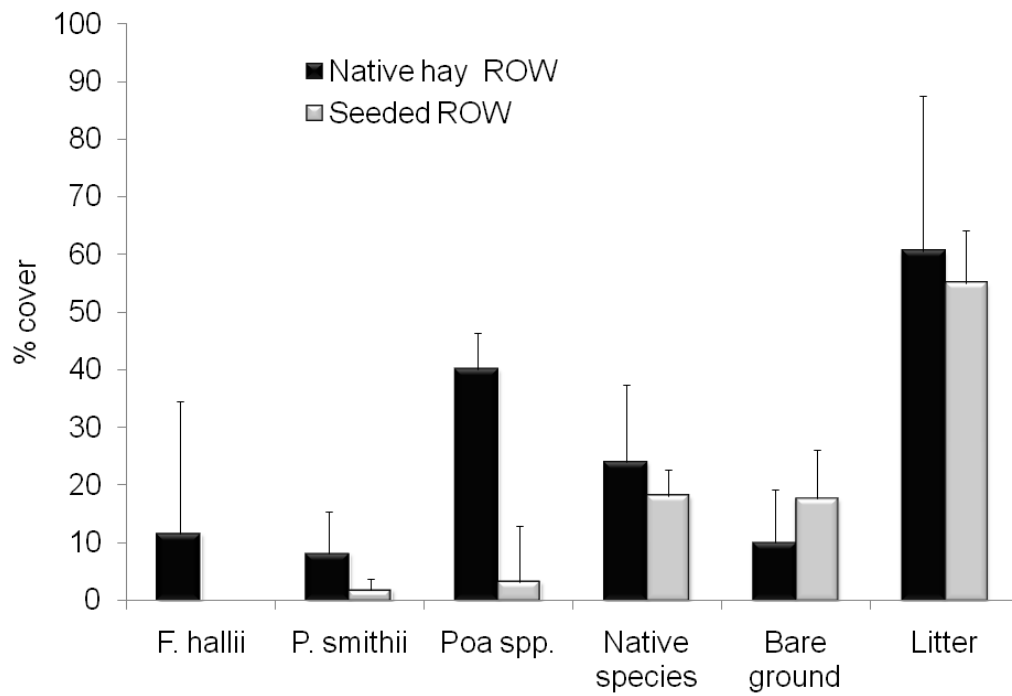 100
90
80
70
60
50
40
30
20
10
0
% cover
Native hay ROW
Seeded ROW
F. hallii
P. smithii
Poa spp.
Native
species
Bare
ground
Litter